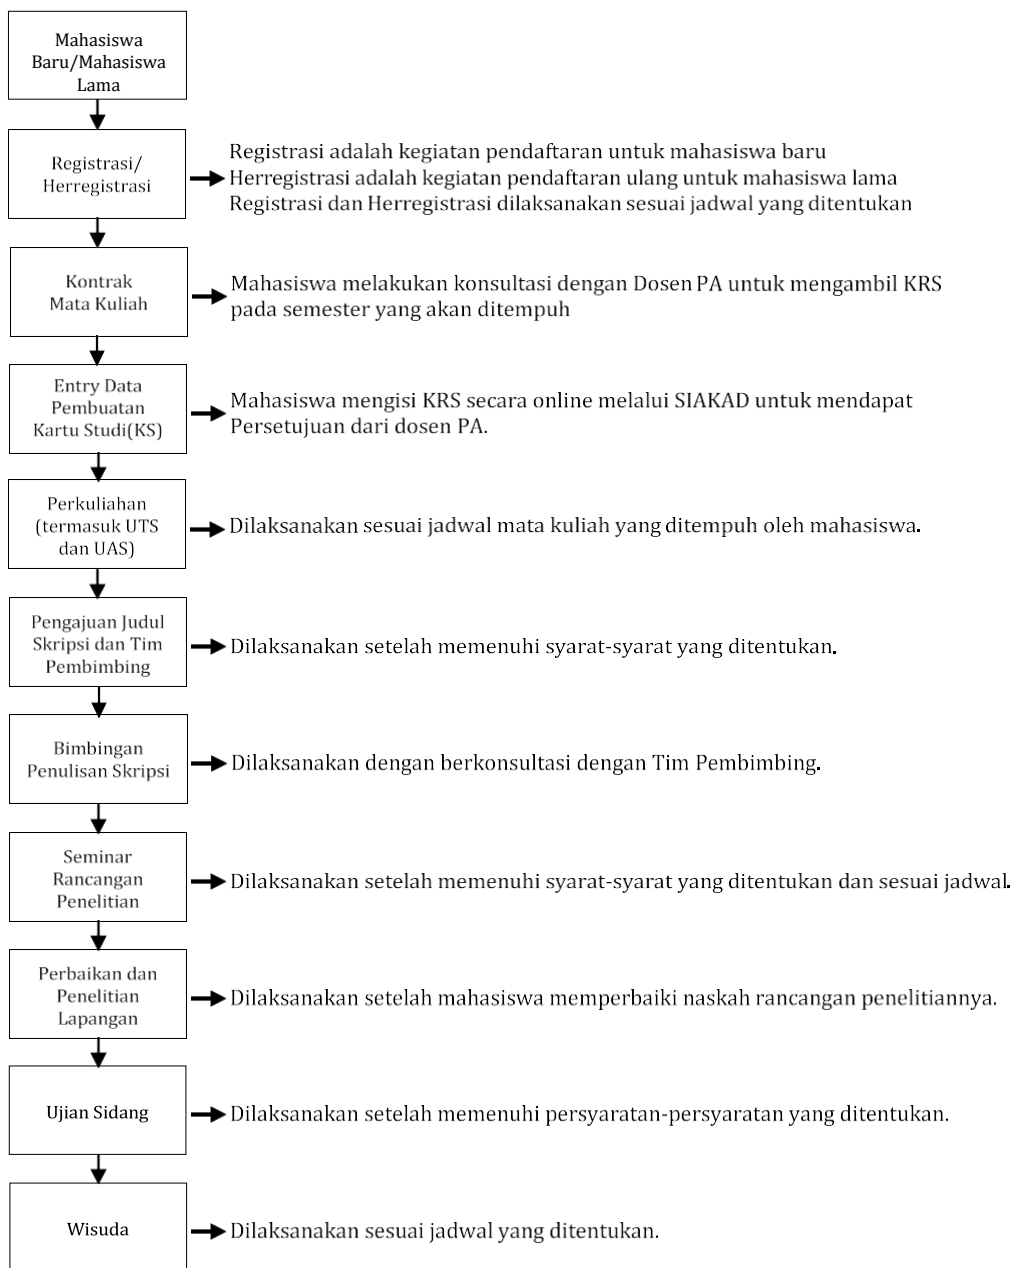 Mahasiswa
Baru/Mahasiswa
Lama
Registrasi/
Herregistrasi
Registrasi adalah kegiatan pendaftaran untuk mahasiswa baru
Herregistrasi adalah kegiatan pendaftaran ulang untuk mahasiswa lama
Registrasi dan Herregistrasi dilaksanakan sesuai jadwal yang ditentukan
Kontrak
Mata Kuliah
Mahasiswa melakukan konsultasi dengan Dosen PA untuk mengambil KRS
pada semester yang akan ditempuh
Entry Data
Pembuatan
Kartu Studi(KS)
Mahasiswa mengisi KRS secara online melalui SIAKAD untuk mendapat
Persetujuan dari dosen PA.
Perkuliahan
(termasuk UTS
dan UAS)
Dilaksanakan sesuai jadwal mata kuliah yang ditempuh oleh mahasiswa.
Pengajuan Judul
Skripsi dan Tim
Pembimbing
Dilaksanakan setelah memenuhi syarat-syarat yang ditentukan.
Bimbingan
Penulisan Skripsi
Dilaksanakan dengan berkonsultasi dengan Tim Pembimbing.
Seminar
Rancangan
Penelitian
Dilaksanakan setelah memenuhi syarat-syarat yang ditentukan dan sesuai jadwal.
Perbaikan dan
Penelitian
Lapangan
Dilaksanakan setelah mahasiswa memperbaiki naskah rancangan penelitiannya.
Ujian Sidang
Dilaksanakan setelah memenuhi persyaratan-persyaratan yang ditentukan.
Wisuda
Dilaksanakan sesuai jadwal yang ditentukan.